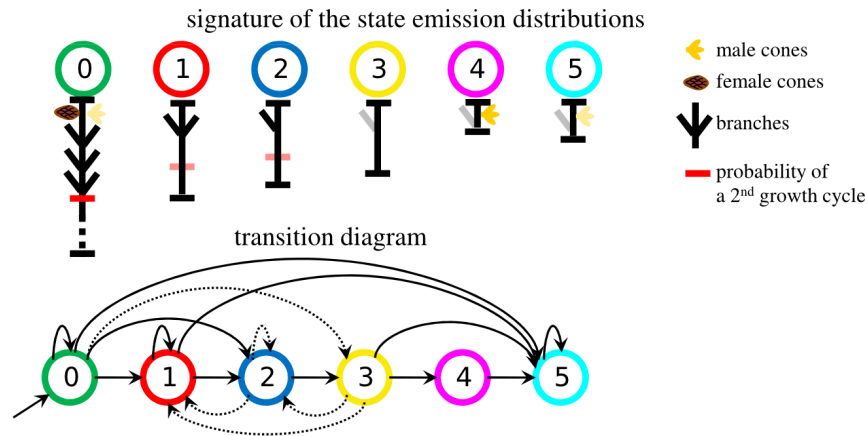 signature of the state emission distributions
0 1 2 3 4 5
male cones
female cones
branches
probability of
a 2nd growth cycle
transition diagram
0 1 2 3 4 5